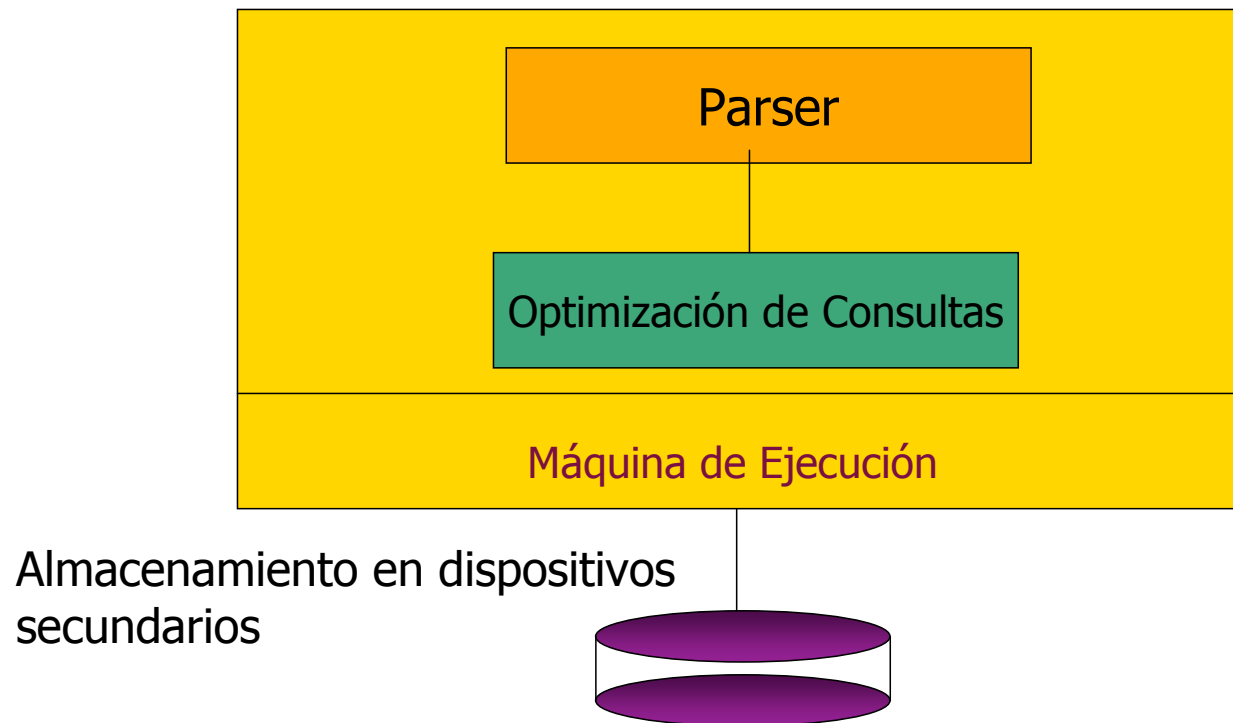 Parser
Optimización de Consultas
Máquina de Ejecución
Almacenamiento en dispositivos
secundarios